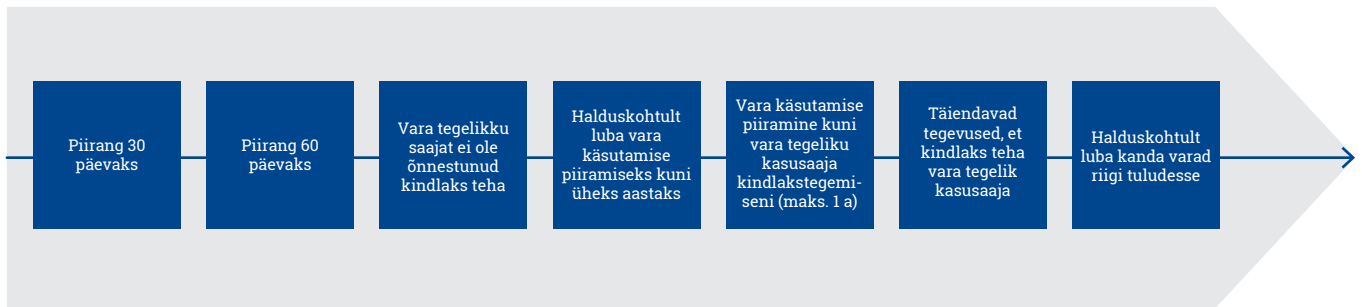 Piirang 30
päevaks
Piirang 60
päevaks
Vara tegelikku
saajat ei ole
õnnestunud
kindlaks teha
Halduskohtult
luba vara
käsutamise
piiramiseks kuni
üheks aastaks
Vara käsutamise
piiramine kuni
vara tegeliku
kasusaaja
kindlakstegemi-
seni (maks. 1 a)
Täiendavad
tegevused, et
kindlaks teha
vara tegelik
kasusaaja
Halduskohtult
luba kanda varad
riigi tuludesse